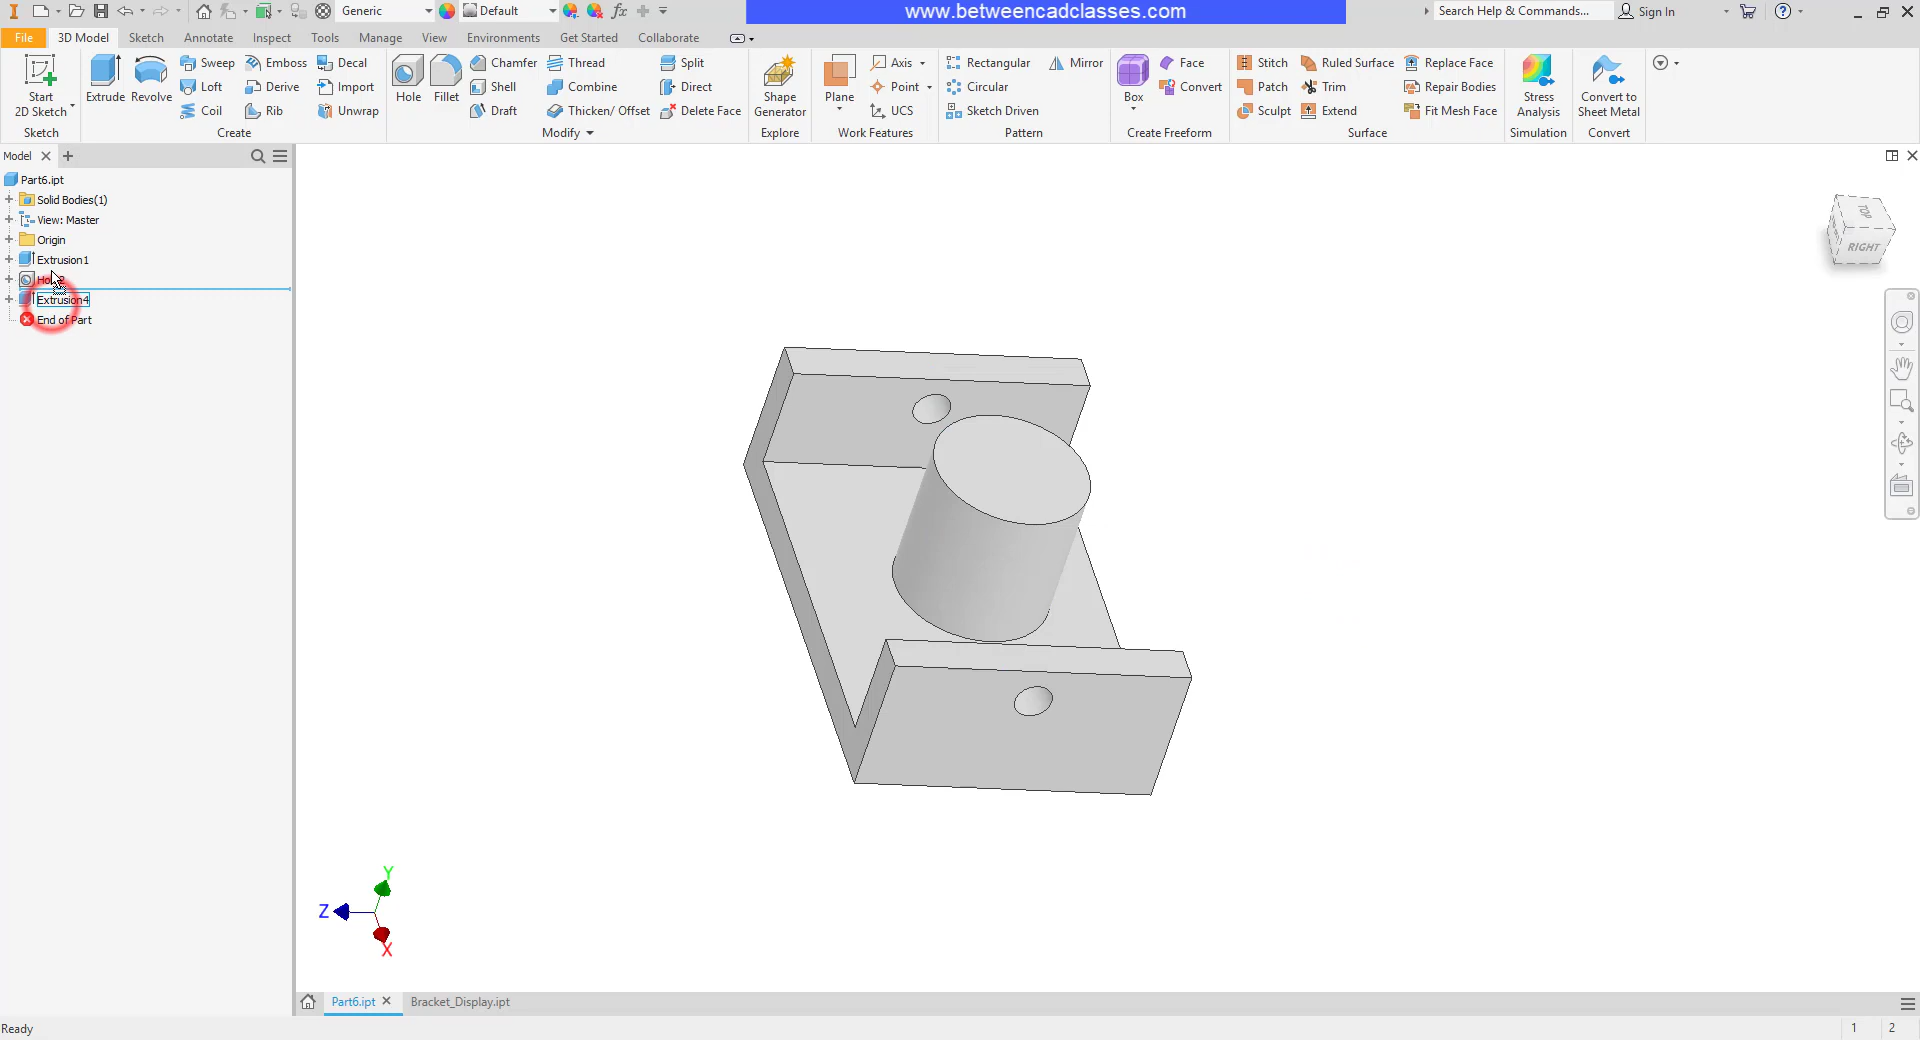 Generic
Default
fx
www.betweencadclasses.com
Search Help & Commands...
Sign In
File
3D Model
Sketch
Annotate
Inspect
Tools
Manage
View
Environments
Get Started
Collaborate
Start
2D Sketch
Sketch
Extrude
Revolve
Sweep
Loft
Coil
Emboss
Derive
Rib
Decal
Import
Unwrap
Create
Hole
Fillet
Chamfer
Shell
Draft
Thread
Combine
Thicken/ Offset
Split
Direct
Delete Face
Modify
Shape
Generator
Explore
Plane
Axis
Point
UCS
Work Features
Rectangular
Circular
Sketch Driven
Mirror
Pattern
Box
Face
Convert
Create Freeform
Stitch
Patch
Sculpt
Ruled Surface
Trim
Extend
Replace Face
Repair Bodies
Fit Mesh Face
Surface
Stress
Analysis
Simulation
Convert to
Sheet Metal
Convert
Model
Part6.ipt
Solid Bodies(1)
View: Master
Origin
Extrusion1
Extrusion4
End of Part
TOP
RIGHT
Y
Z
X
Part6.ipt
Bracket_Display.ipt
Ready
1
2